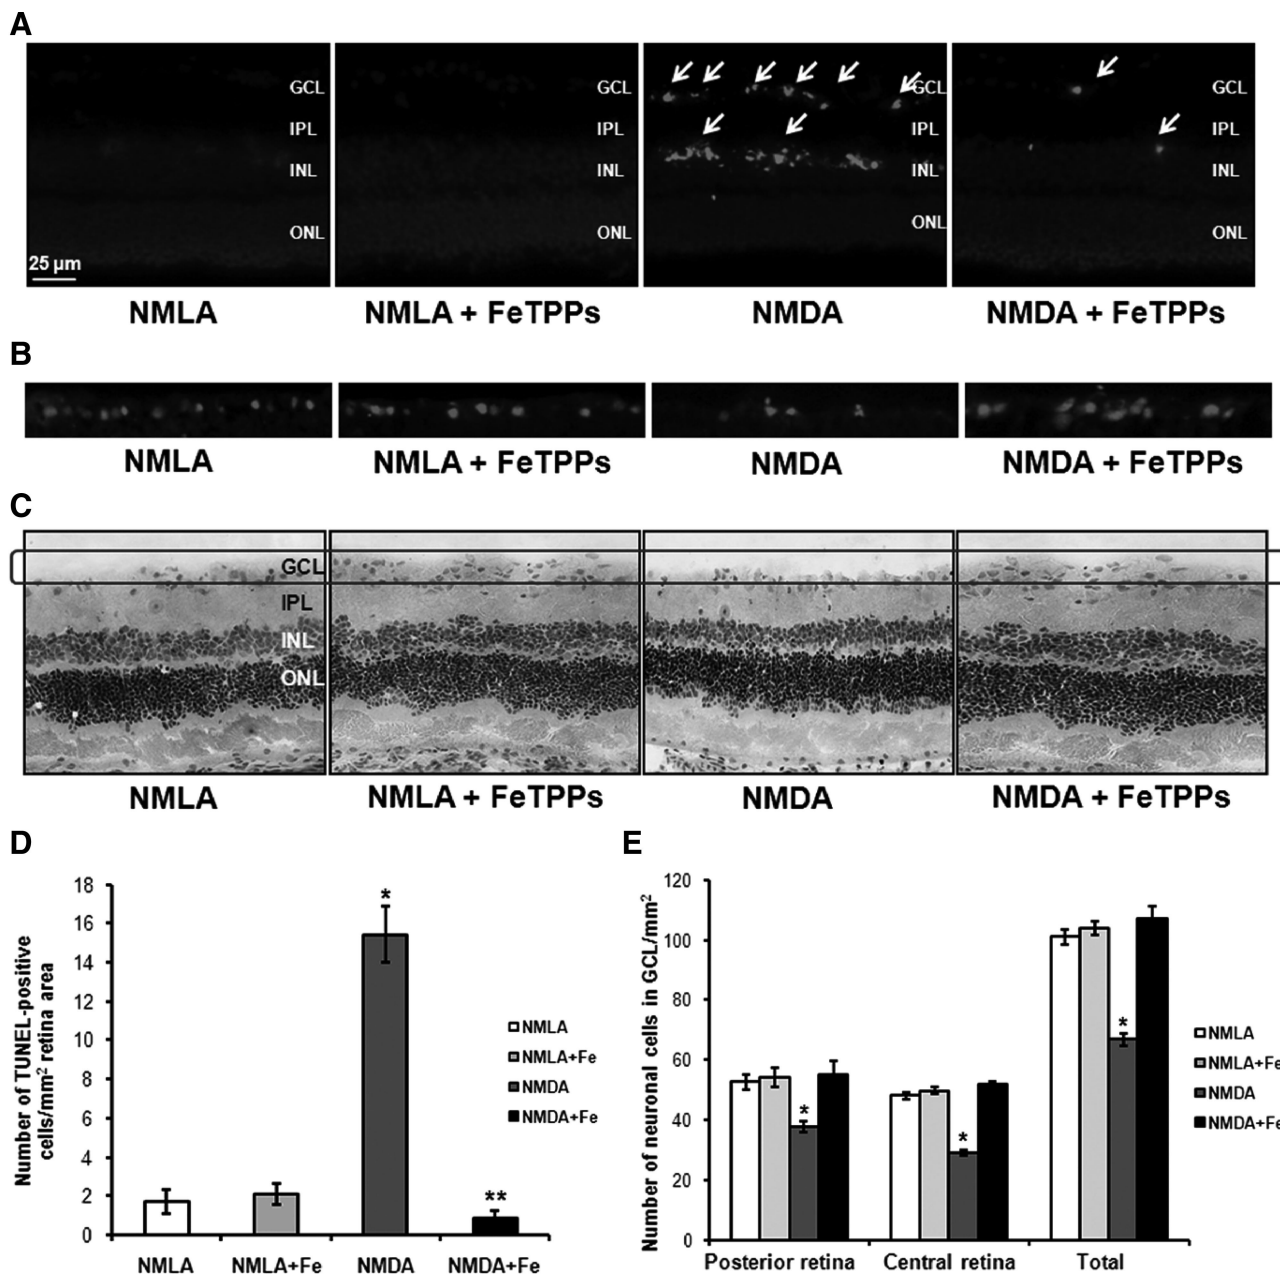 A
GCL GCL GCL GCL
IPL IPL IPL IPL
INL INL INL INL
ONL ONL ONL ONL
25 µm
NMLA NMLA + FeTPPs NMDA NMDA + FeTPPs
B
NMLA NMLA + FeTPPs NMDA NMDA + FeTPPs
C
GCL
IPL
INL
ONL
NMLA NMLA + FeTPPs NMDA NMDA + FeTPPs
D
Number of TUNEL-positive
cells/mm² retina area
18
16
14
12
10
8
6
4
2
0
*
**
NMLA NMLA+Fe NMDA NMDA+Fe
NMLA
NMLA+Fe
NMDA
NMDA+Fe
E
Number of neuronal cells in GCL/mm²
120
100
80
60
40
20
0
*
*
*
Posterior retina Central retina Total
NMLA
NMLA+Fe
NMDA
NMDA+Fe